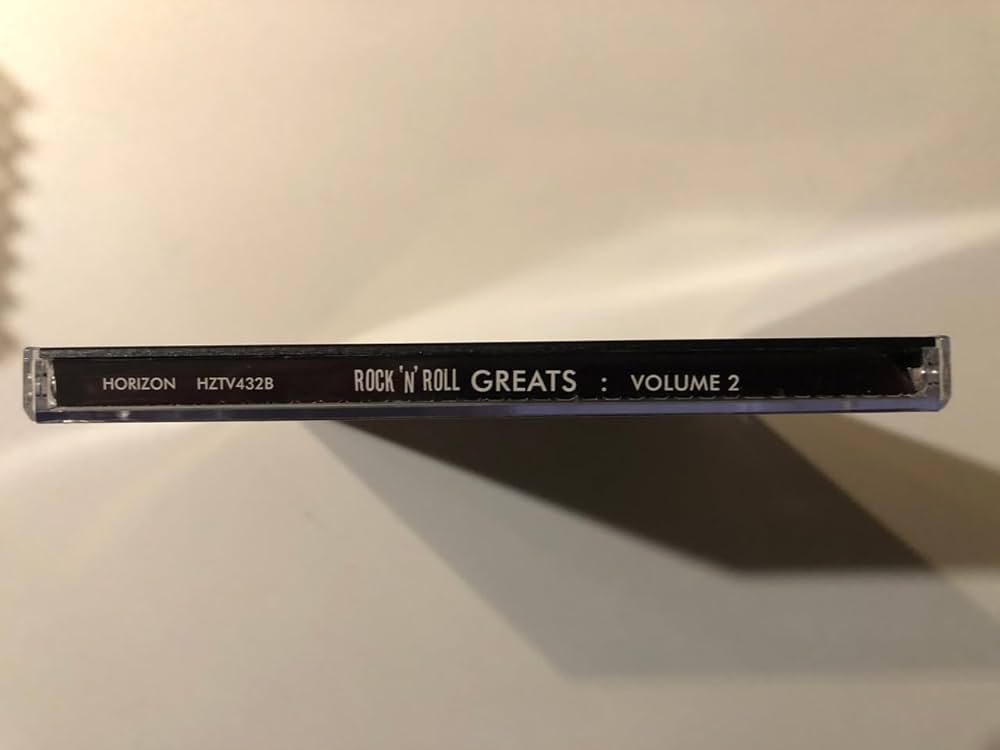 HORIZON HZTV432B ROCK 'N' ROLL GREATS : VOLUME 2